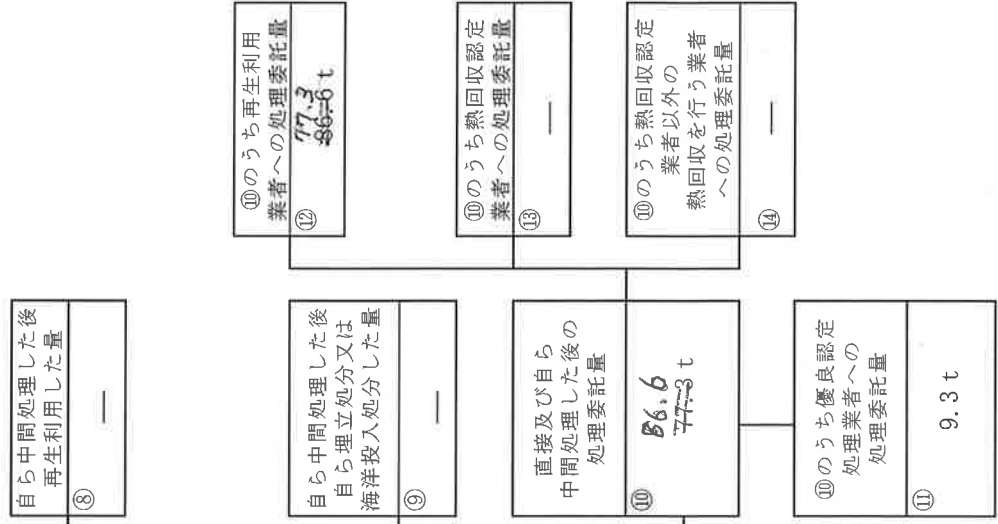 自ら中間処理した後
再生利用した量
⑧
―
自ら中間処理した後
自ら埋立処分又は
海洋投入処分した量
⑨
―
直接及び自ら
中間処理した後の
処理委託量
⑩
86.6
77.3 t
⑩のうち優良認定
処理業者への
処理委託量
⑪
9.3 t
⑩のうち再生利用
業者への処理委託量
⑫
77.3
86.6 t
⑩のうち熱回収認定
業者への処理委託量
⑬
―
⑩のうち熱回収認定
業者以外の
熱回収を行う業者
への処理委託量
⑭
―